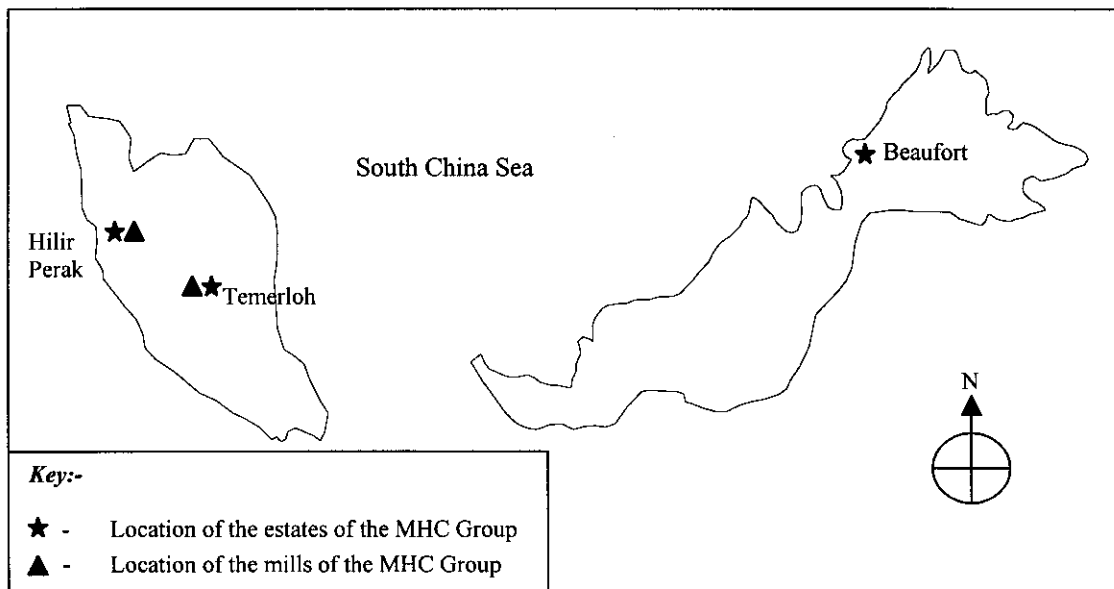 South China Sea
Beaufort
Hilir
Perak
Temerloh
N
Key:-
★ - Location of the estates of the MHC Group
▲ - Location of the mills of the MHC Group